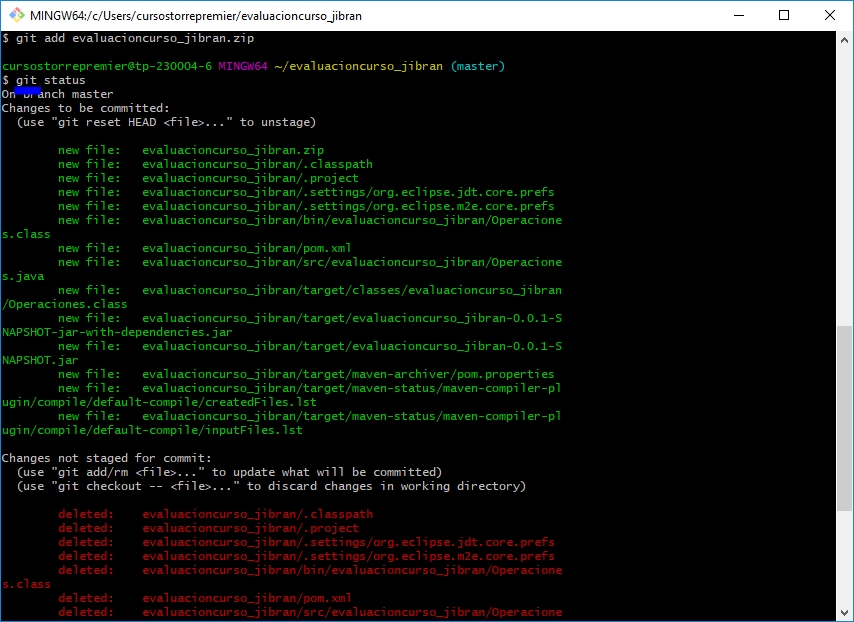 MINGW64:/c/Users/cursostorrepremier/evaluacioncurso_jibran
$ git add evaluacioncurso_jibran.zip
cursostorrepremier@tp-230004-6 MINGW64 ~/evaluacioncurso_jibran (master)
$ git status
On branch master
Changes to be committed:
  (use "git reset HEAD <file>..." to unstage)
        new file:   evaluacioncurso_jibran.zip
        new file:   evaluacioncurso_jibran/.classpath
        new file:   evaluacioncurso_jibran/.project
        new file:   evaluacioncurso_jibran/.settings/org.eclipse.jdt.core.prefs
        new file:   evaluacioncurso_jibran/.settings/org.eclipse.m2e.core.prefs
        new file:   evaluacioncurso_jibran/bin/evaluacioncurso_jibran/Operacione
s.class
        new file:   evaluacioncurso_jibran/pom.xml
        new file:   evaluacioncurso_jibran/src/evaluacioncurso_jibran/Operacione
s.java
        new file:   evaluacioncurso_jibran/target/classes/evaluacioncurso_jibran
/Operaciones.class
        new file:   evaluacioncurso_jibran/target/evaluacioncurso_jibran-0.0.1-S
NAPSHOT-jar-with-dependencies.jar
        new file:   evaluacioncurso_jibran/target/evaluacioncurso_jibran-0.0.1-S
NAPSHOT.jar
        new file:   evaluacioncurso_jibran/target/maven-archiver/pom.properties
        new file:   evaluacioncurso_jibran/target/maven-status/maven-compiler-pl
ugin/compile/default-compile/createdFiles.lst
        new file:   evaluacioncurso_jibran/target/maven-status/maven-compiler-pl
ugin/compile/default-compile/inputFiles.lst
Changes not staged for commit:
  (use "git add/rm <file>..." to update what will be committed)
  (use "git checkout -- <file>..." to discard changes in working directory)
        deleted:    evaluacioncurso_jibran/.classpath
        deleted:    evaluacioncurso_jibran/.project
        deleted:    evaluacioncurso_jibran/.settings/org.eclipse.jdt.core.prefs
        deleted:    evaluacioncurso_jibran/.settings/org.eclipse.m2e.core.prefs
        deleted:    evaluacioncurso_jibran/bin/evaluacioncurso_jibran/Operacione
s.class
        deleted:    evaluacioncurso_jibran/pom.xml
        deleted:    evaluacioncurso_jibran/src/evaluacioncurso_jibran/Operacione